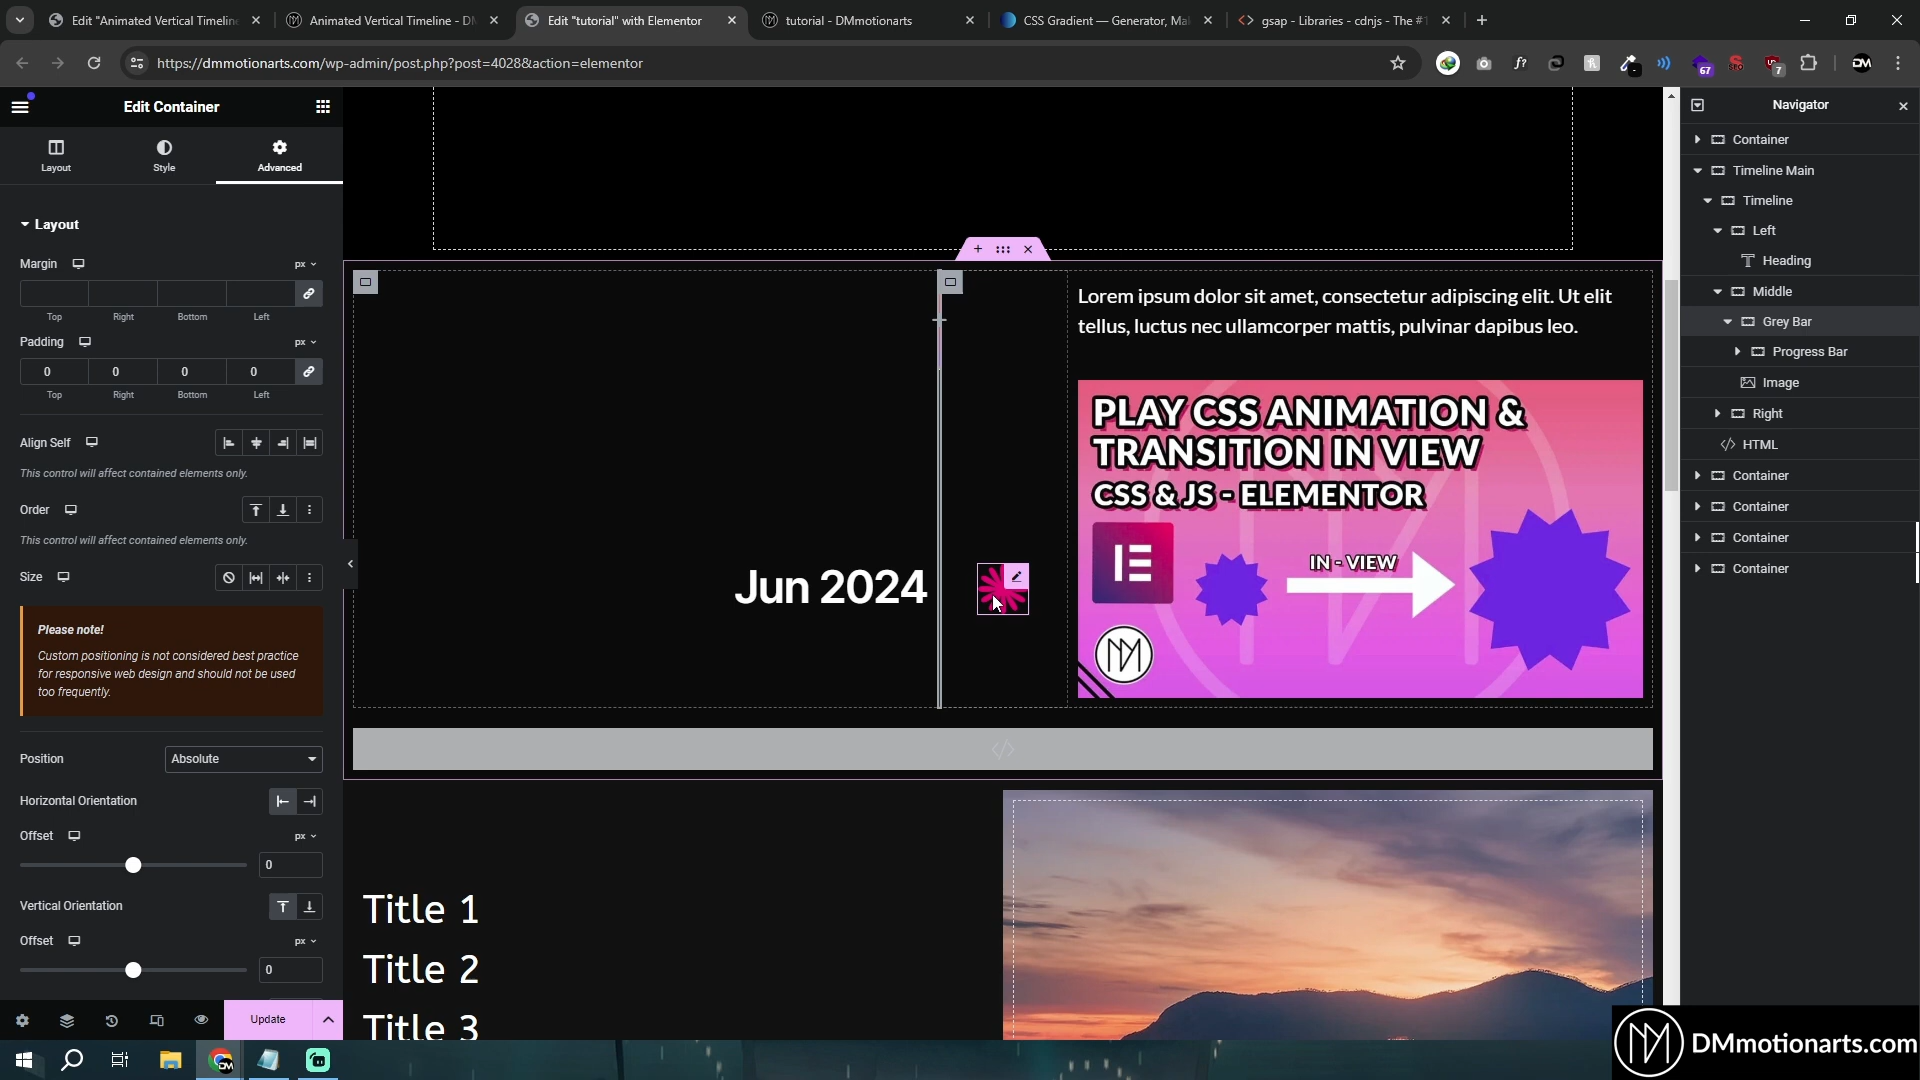 Edit "Animated Vertical Timeline
Animated Vertical Timeline - DM
Edit "tutorial" with Elementor
tutorial - DMmotionarts
CSS Gradient — Generator, Ma
gsap - Libraries - cdnjs - The #1
https://dmmotionarts.com/wp-admin/post.php?post=4028&action=elementor
67
7
Edit Container
Layout
Style
Advanced
Layout
Margin
px
Top
Right
Bottom
Left
Padding
px
0
0
0
0
Top
Right
Bottom
Left
Align Self
This control will affect contained elements only.
Order
This control will affect contained elements only.
Size
Please note!
Custom positioning is not considered best practice
for responsive web design and should not be used
too frequently.
Position
Absolute
Horizontal Orientation
Offset
px
0
Vertical Orientation
Offset
px
0
Update
Jun 2024
Lorem ipsum dolor sit amet, consectetur adipiscing elit. Ut elit
tellus, luctus nec ullamcorper mattis, pulvinar dapibus leo.
PLAY CSS ANIMATION &
TRANSITION IN VIEW
CSS & JS - ELEMENTOR
IN - VIEW
Title 1
Title 2
Title 3
Navigator
Container
Timeline Main
Timeline
Left
Heading
Middle
Grey Bar
Progress Bar
Image
Right
HTML
Container
Container
Container
Container
DMmotionarts.com